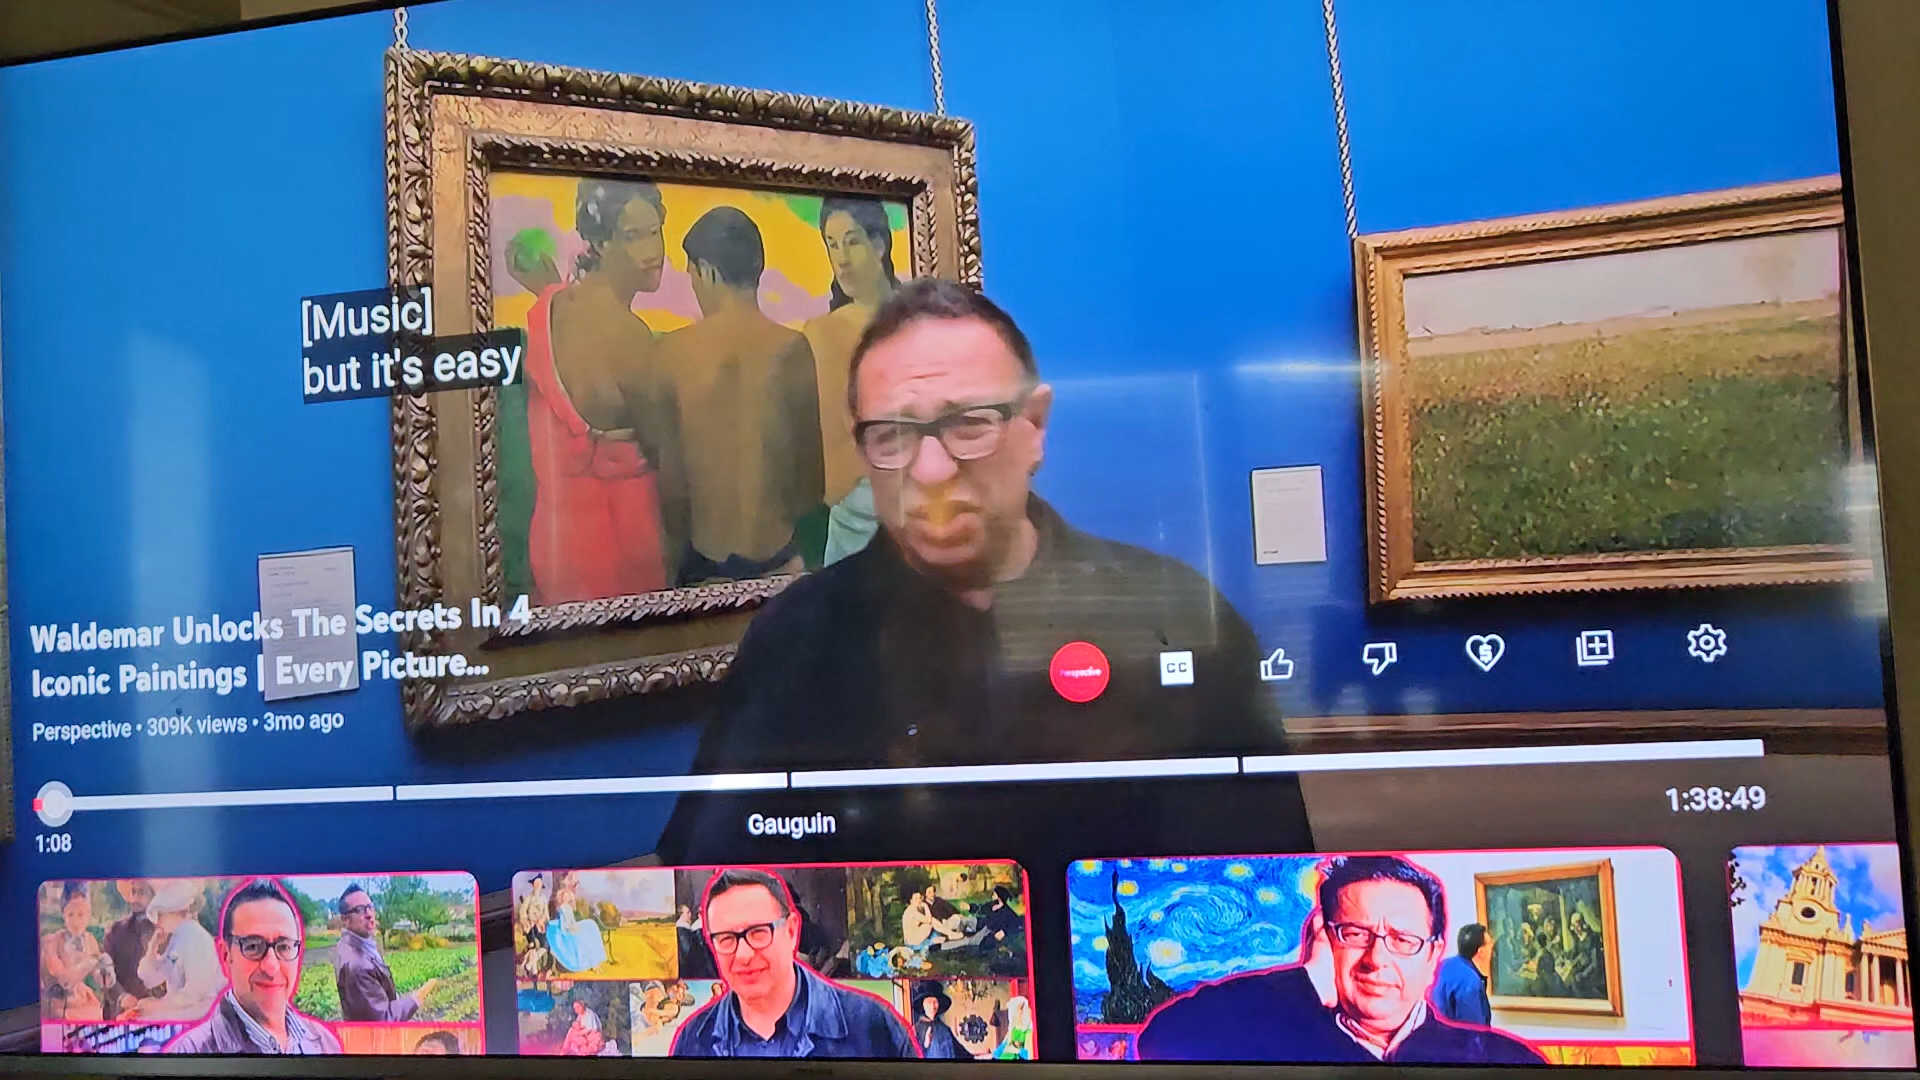 [Music]
but it's easy
Waldemar Unlocks The Secrets In 4
Iconic Paintings | Every Picture...
Perspective • 309K views • 3mo ago
Perspective
CC
1:08
Gauguin
1:38:49